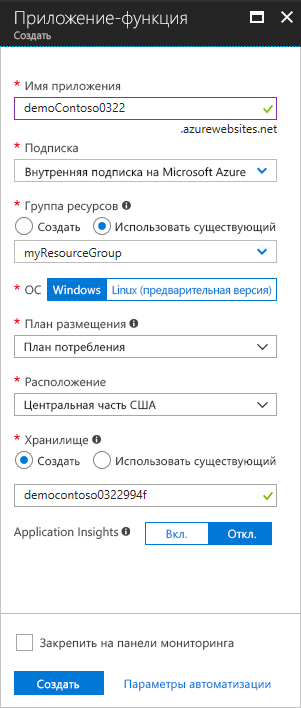 Приложение-функция
Создать
* Имя приложения
demoContoso0322
.azurewebsites.net
* Подписка
Внутренняя подписка на Microsoft Azure
* Группа ресурсов
Создать Использовать существующий
myResourceGroup
* ОС Windows Linux (предварительная версия)
* План размещения
План потребления
* Расположение
Центральная часть США
* Хранилище
Создать Использовать существующий
democontoso0322994f
Application Insights Вкл. Откл.
Закрепить на панели мониторинга
Создать Параметры автоматизации